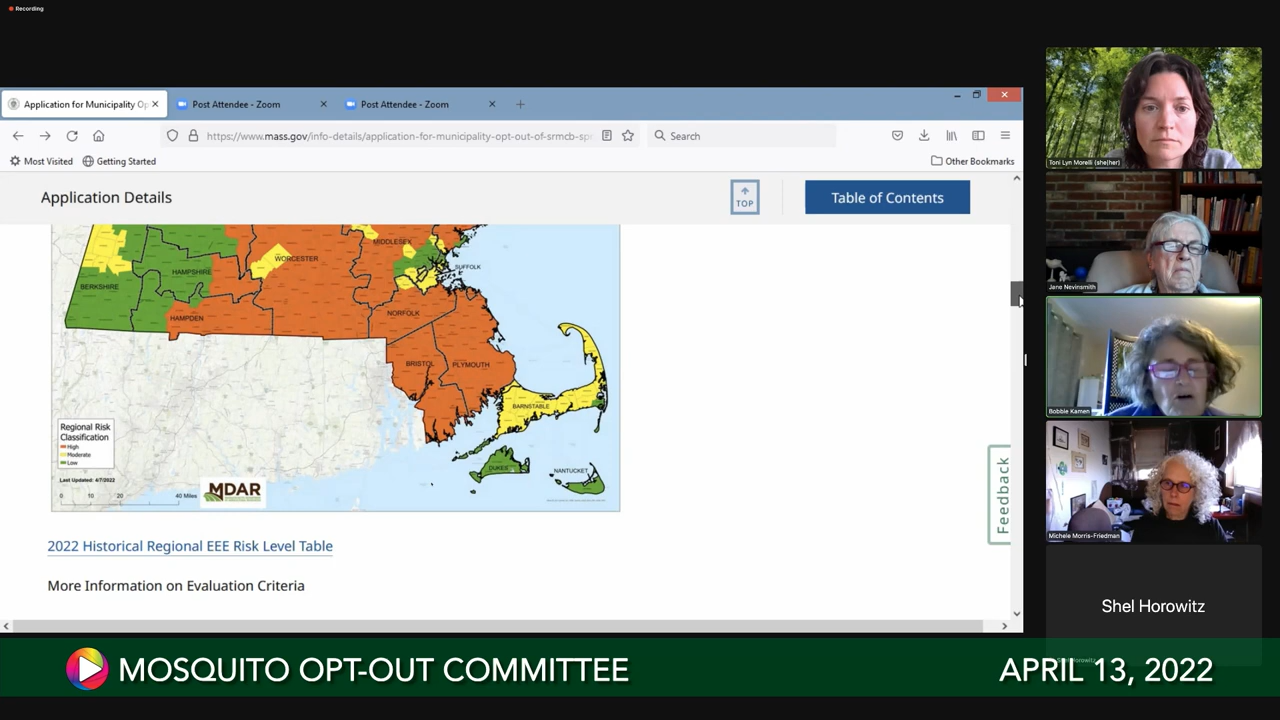 Recording
Application for Municipality Op
Post Attendee - Zoom
Post Attendee - Zoom
https://www.mass.gov/info-details/application-for-municipality-opt-out-of-srmcb-sp
Search
Most Visited
Getting Started
Other Bookmarks
Application Details
TOP
Table of Contents
MIDDLESEX
WORCESTER
SUFFOLK
HAMPSHIRE
BERKSHIRE
NORFOLK
HAMPDEN
BRISTOL
PLYMOUTH
BARNSTABLE
DUKES
NANTUCKET
Regional Risk
Classification
High
Moderate
Low
Last Updated: 4/7/2022
0 10 20 40 Miles
MDAR
Feedback
2022 Historical Regional EEE Risk Level Table
More Information on Evaluation Criteria
Toni Lyn Morelli (she|her)
Jane Nevinsmith
Bobbie Kamen
Michele Morris-Friedman
Shel Horowitz
MOSQUITO OPT-OUT COMMITTEE
APRIL 13, 2022